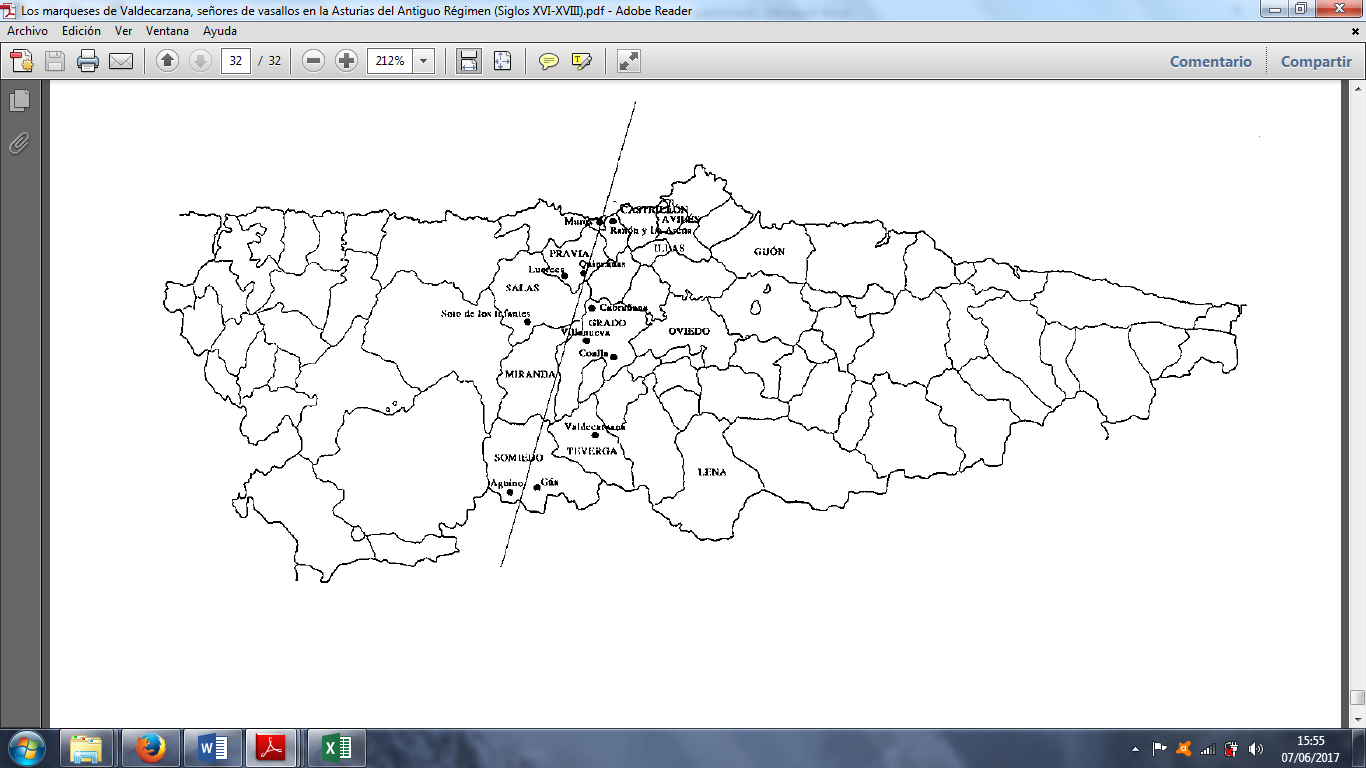 Los marqueses de Valdecarzana, señores de vasallos en la Asturias del Antiguo Régimen (Siglos XVI-XVIII).pdf - Adobe Reader
Archivo Edición Ver Ventana Ayuda
32 / 32 212% Comentario Compartir
CASTRILLÓN
Muros AVILÉS
Ranón y La Arena
PRAVIA ILLAS GIJÓN
Luerces Quinzanas
SALAS
Cabruñana
Soto de los Infantes GRADO
Villanueva OVIEDO
Coalla
MIRANDA
Valdecarzana
SOMIEDO TEVERGA
LENA
Aguino Gúa
15:55
07/06/2017